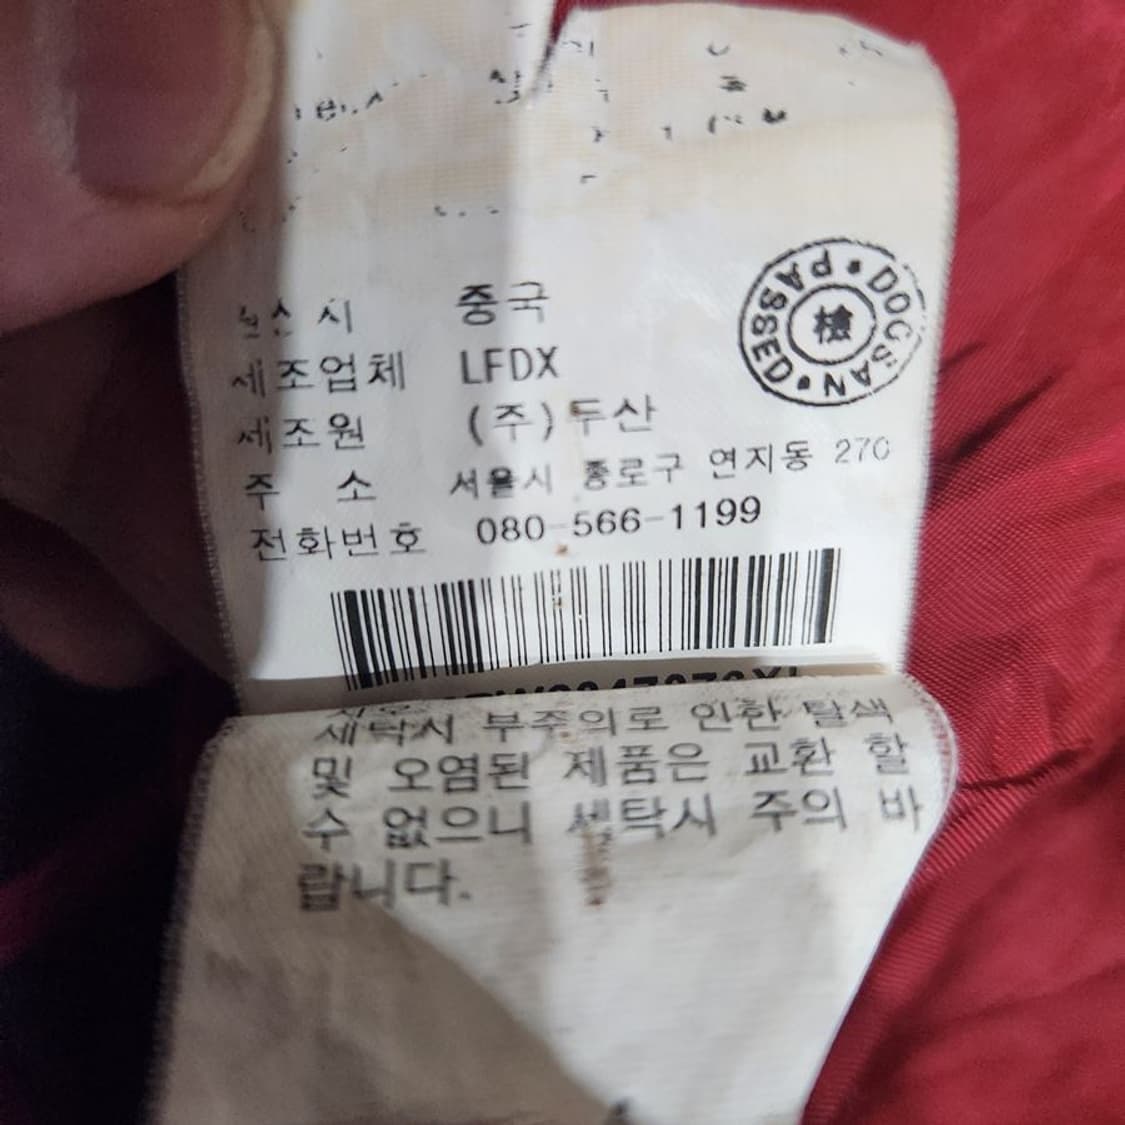 중국
제조업체 LFDX
제조원 (주)두산
주 소 서울시 종로구 연지동 270
전화번호 080-566-1199
DOGSAN • PASSED •
檢
세탁시 부주의로 인한 탈색
및 오염된 제품은 교환 할
수 없으니 세탁시 주의 바
랍니다.